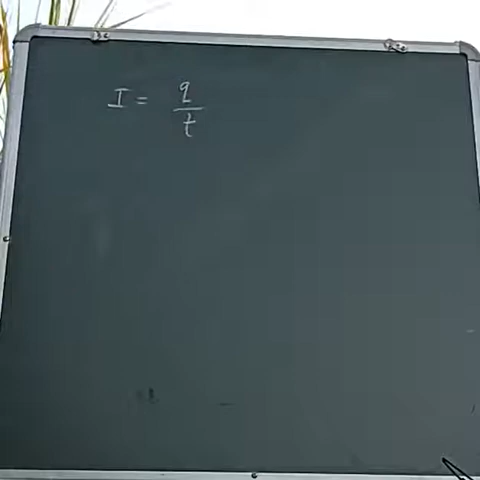 I = q/t